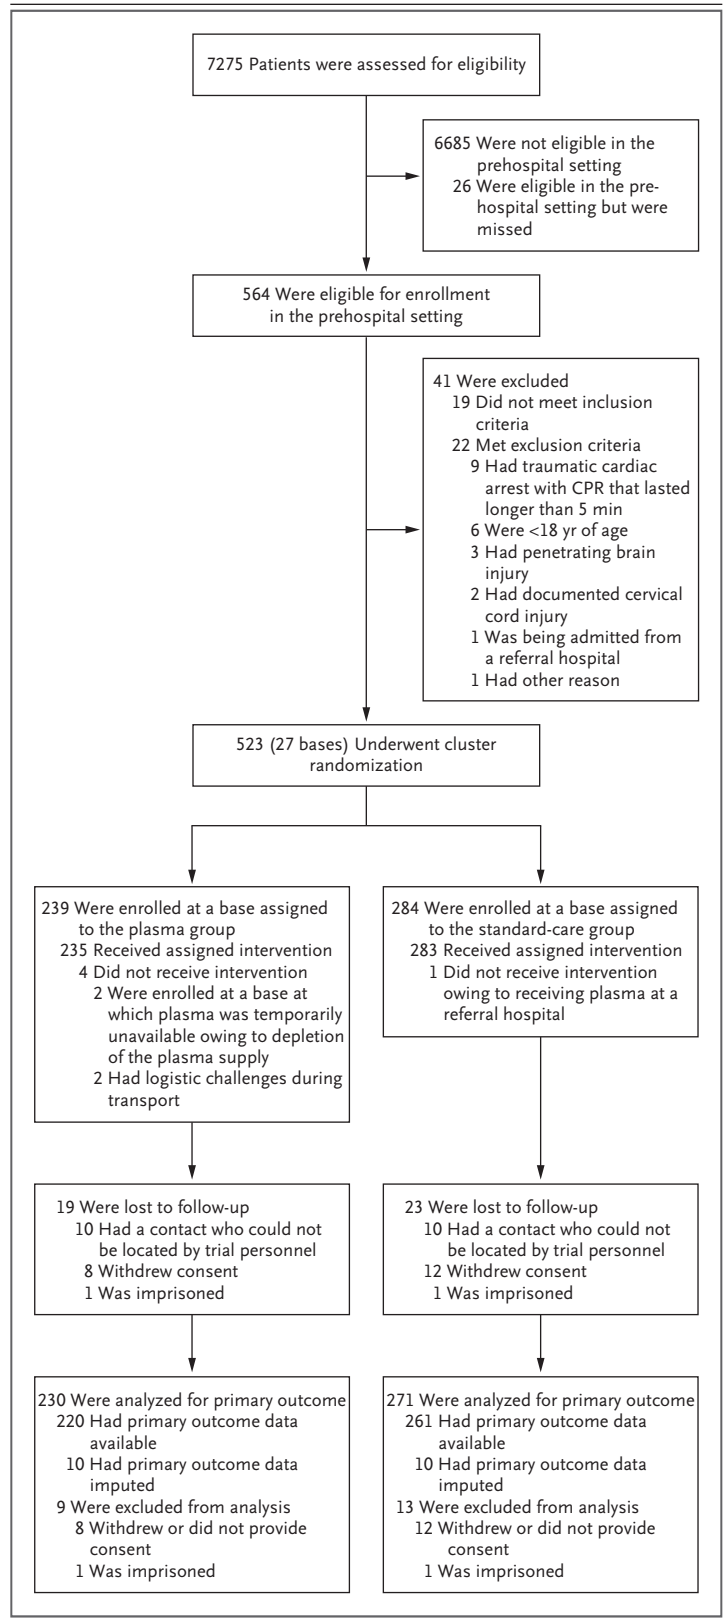 7275 Patients were assessed for eligibility
6685 Were not eligible in the
prehospital setting
26 Were eligible in the pre-
hospital setting but were
missed
564 Were eligible for enrollment
in the prehospital setting
41 Were excluded
19 Did not meet inclusion
criteria
22 Met exclusion criteria
9 Had traumatic cardiac
arrest with CPR that lasted
longer than 5 min
6 Were <18 yr of age
3 Had penetrating brain
injury
2 Had documented cervical
cord injury
1 Was being admitted from
a referral hospital
1 Had other reason
523 (27 bases) Underwent cluster
randomization
239 Were enrolled at a base assigned
to the plasma group
235 Received assigned intervention
4 Did not receive intervention
2 Were enrolled at a base at
which plasma was temporarily
unavailable owing to depletion
of the plasma supply
2 Had logistic challenges during
transport
284 Were enrolled at a base assigned
to the standard-care group
283 Received assigned intervention
1 Did not receive intervention
owing to receiving plasma at a
referral hospital
19 Were lost to follow-up
10 Had a contact who could not
be located by trial personnel
8 Withdrew consent
1 Was imprisoned
23 Were lost to follow-up
10 Had a contact who could not
be located by trial personnel
12 Withdrew consent
1 Was imprisoned
230 Were analyzed for primary outcome
220 Had primary outcome data
available
10 Had primary outcome data
imputed
9 Were excluded from analysis
8 Withdrew or did not provide
consent
1 Was imprisoned
271 Were analyzed for primary outcome
261 Had primary outcome data
available
10 Had primary outcome data
imputed
13 Were excluded from analysis
12 Withdrew or did not provide
consent
1 Was imprisoned